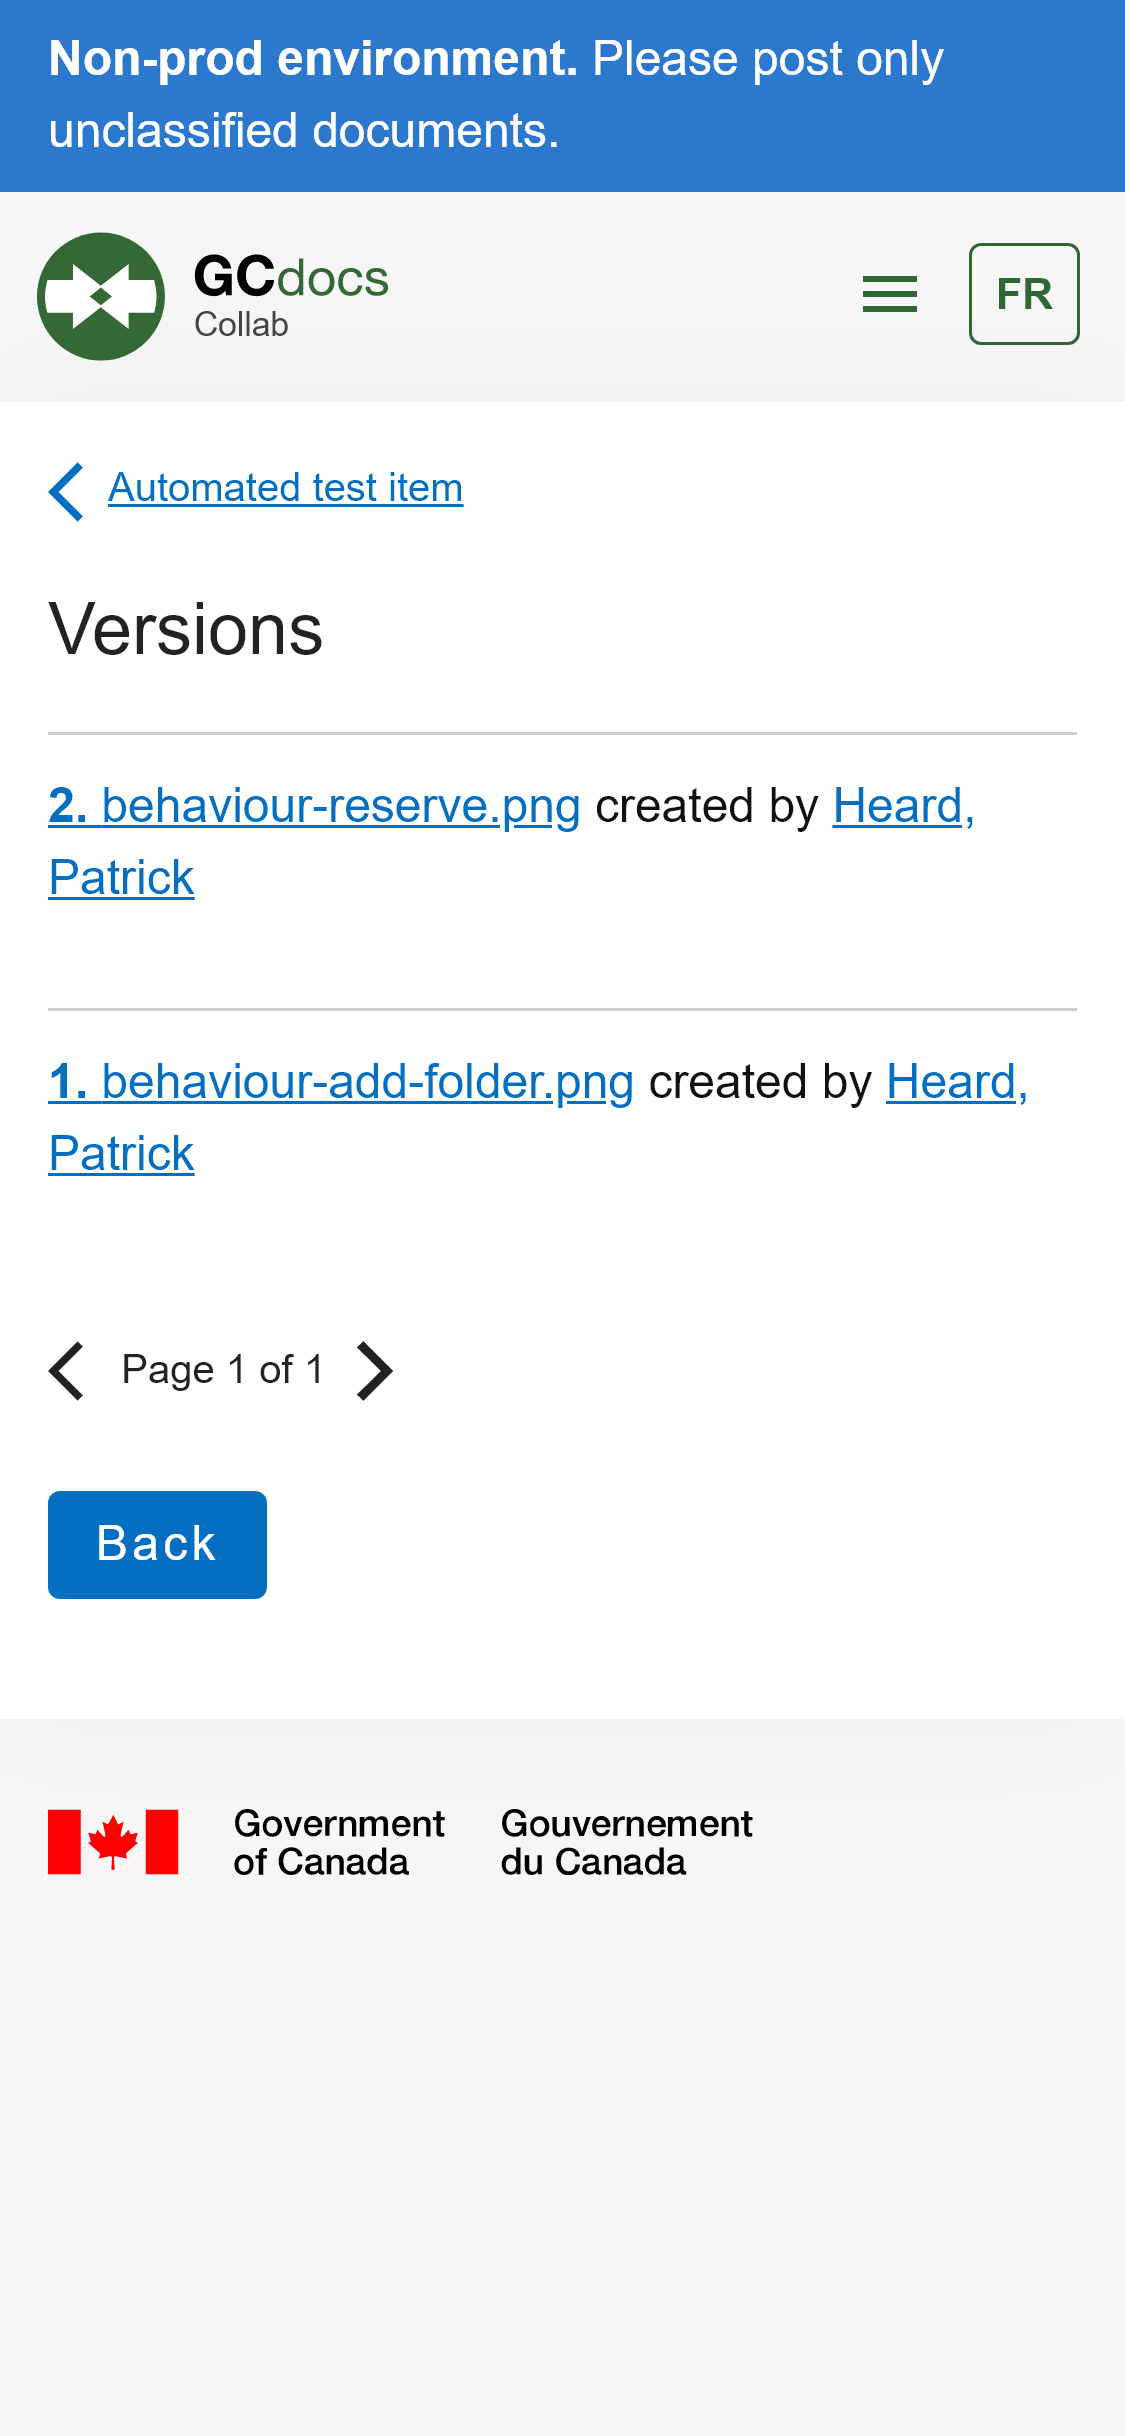 Non-prod environment. Please post only
unclassified documents.
GCdocs
Collab
FR
Automated test item
Versions
2. behaviour-reserve.png created by Heard,
Patrick
1. behaviour-add-folder.png created by Heard,
Patrick
Page 1 of 1
Back
Government
of Canada
Gouvernement
du Canada